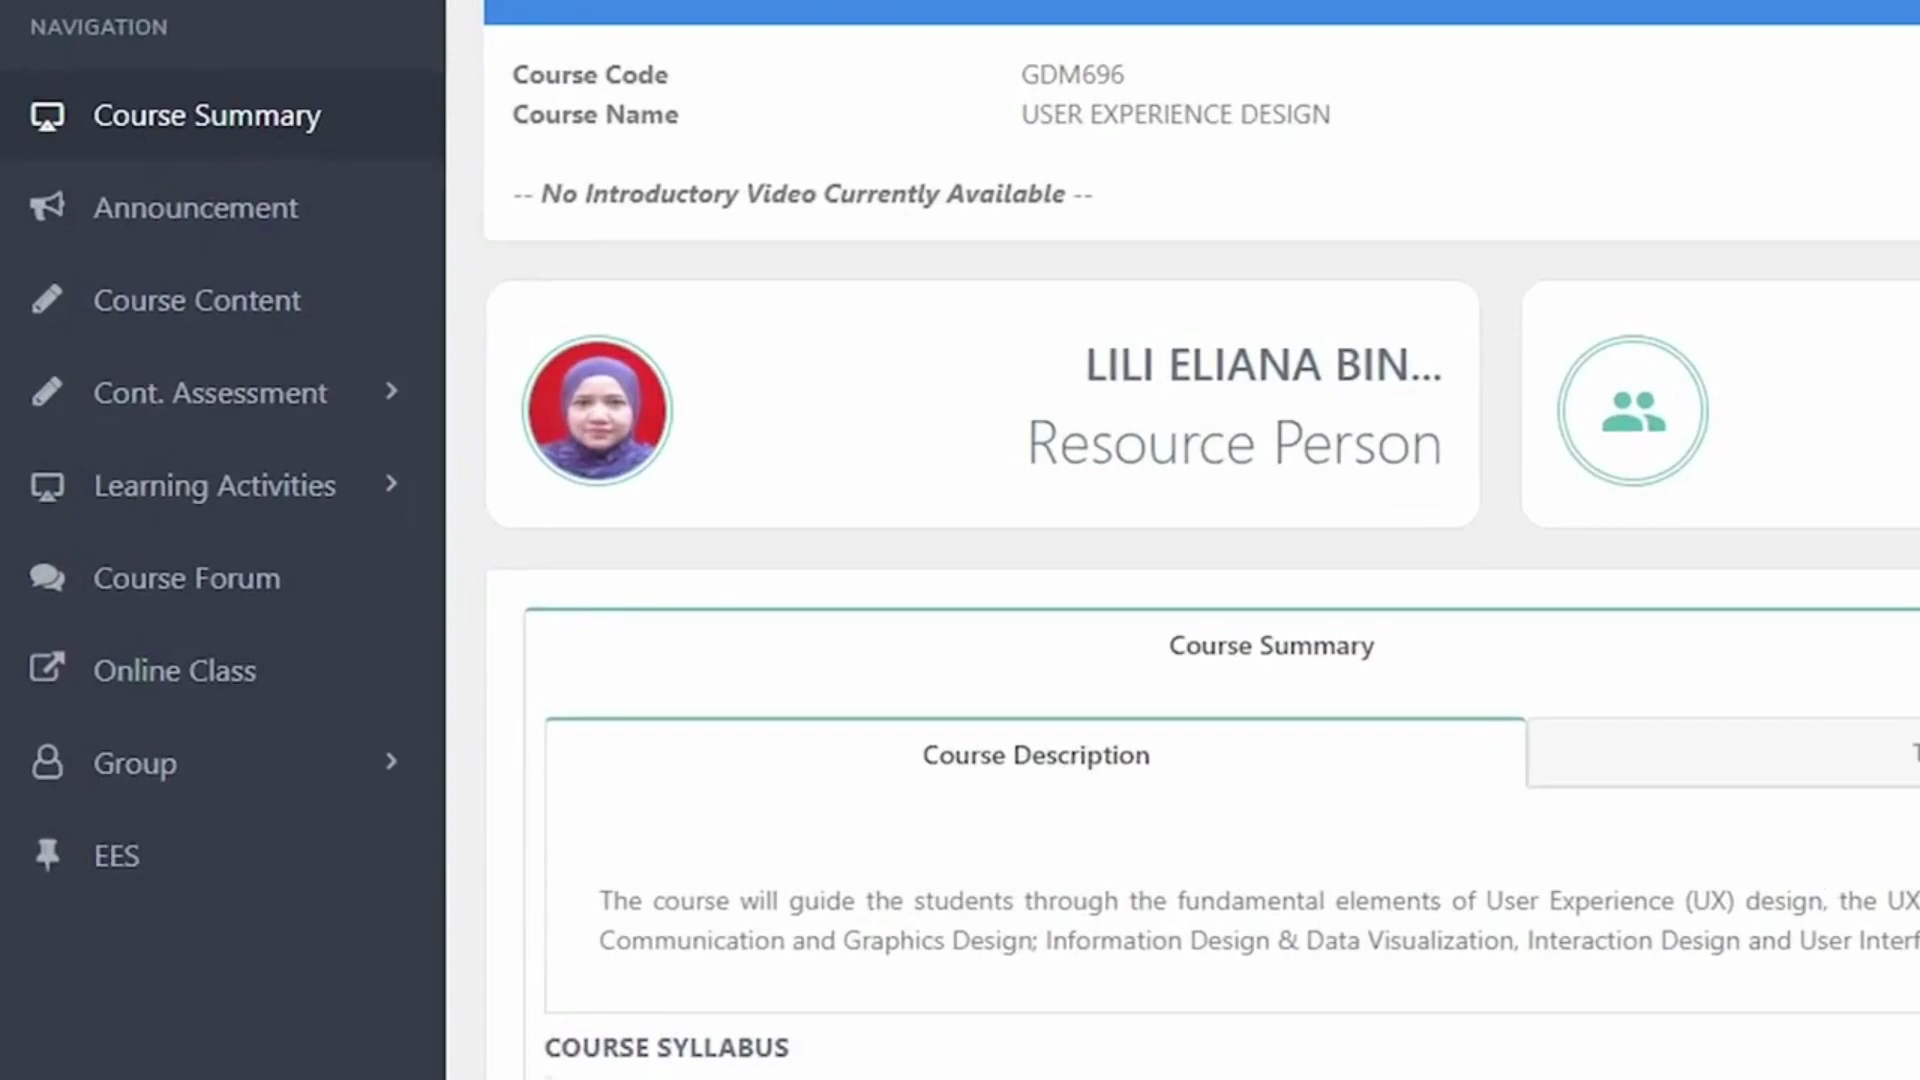 NAVIGATION
Course Summary
Announcement
Course Content
Cont. Assessment
Learning Activities
Course Forum
Online Class
Group
EES
Course Code GDM696
Course Name USER EXPERIENCE DESIGN
-- No Introductory Video Currently Available --
LILI ELIANA BIN...
Resource Person
Course Summary
Course Description
The course will guide the students through the fundamental elements of User Experience (UX) design, the UX
Communication and Graphics Design; Information Design & Data Visualization, Interaction Design and User Interf
COURSE SYLLABUS